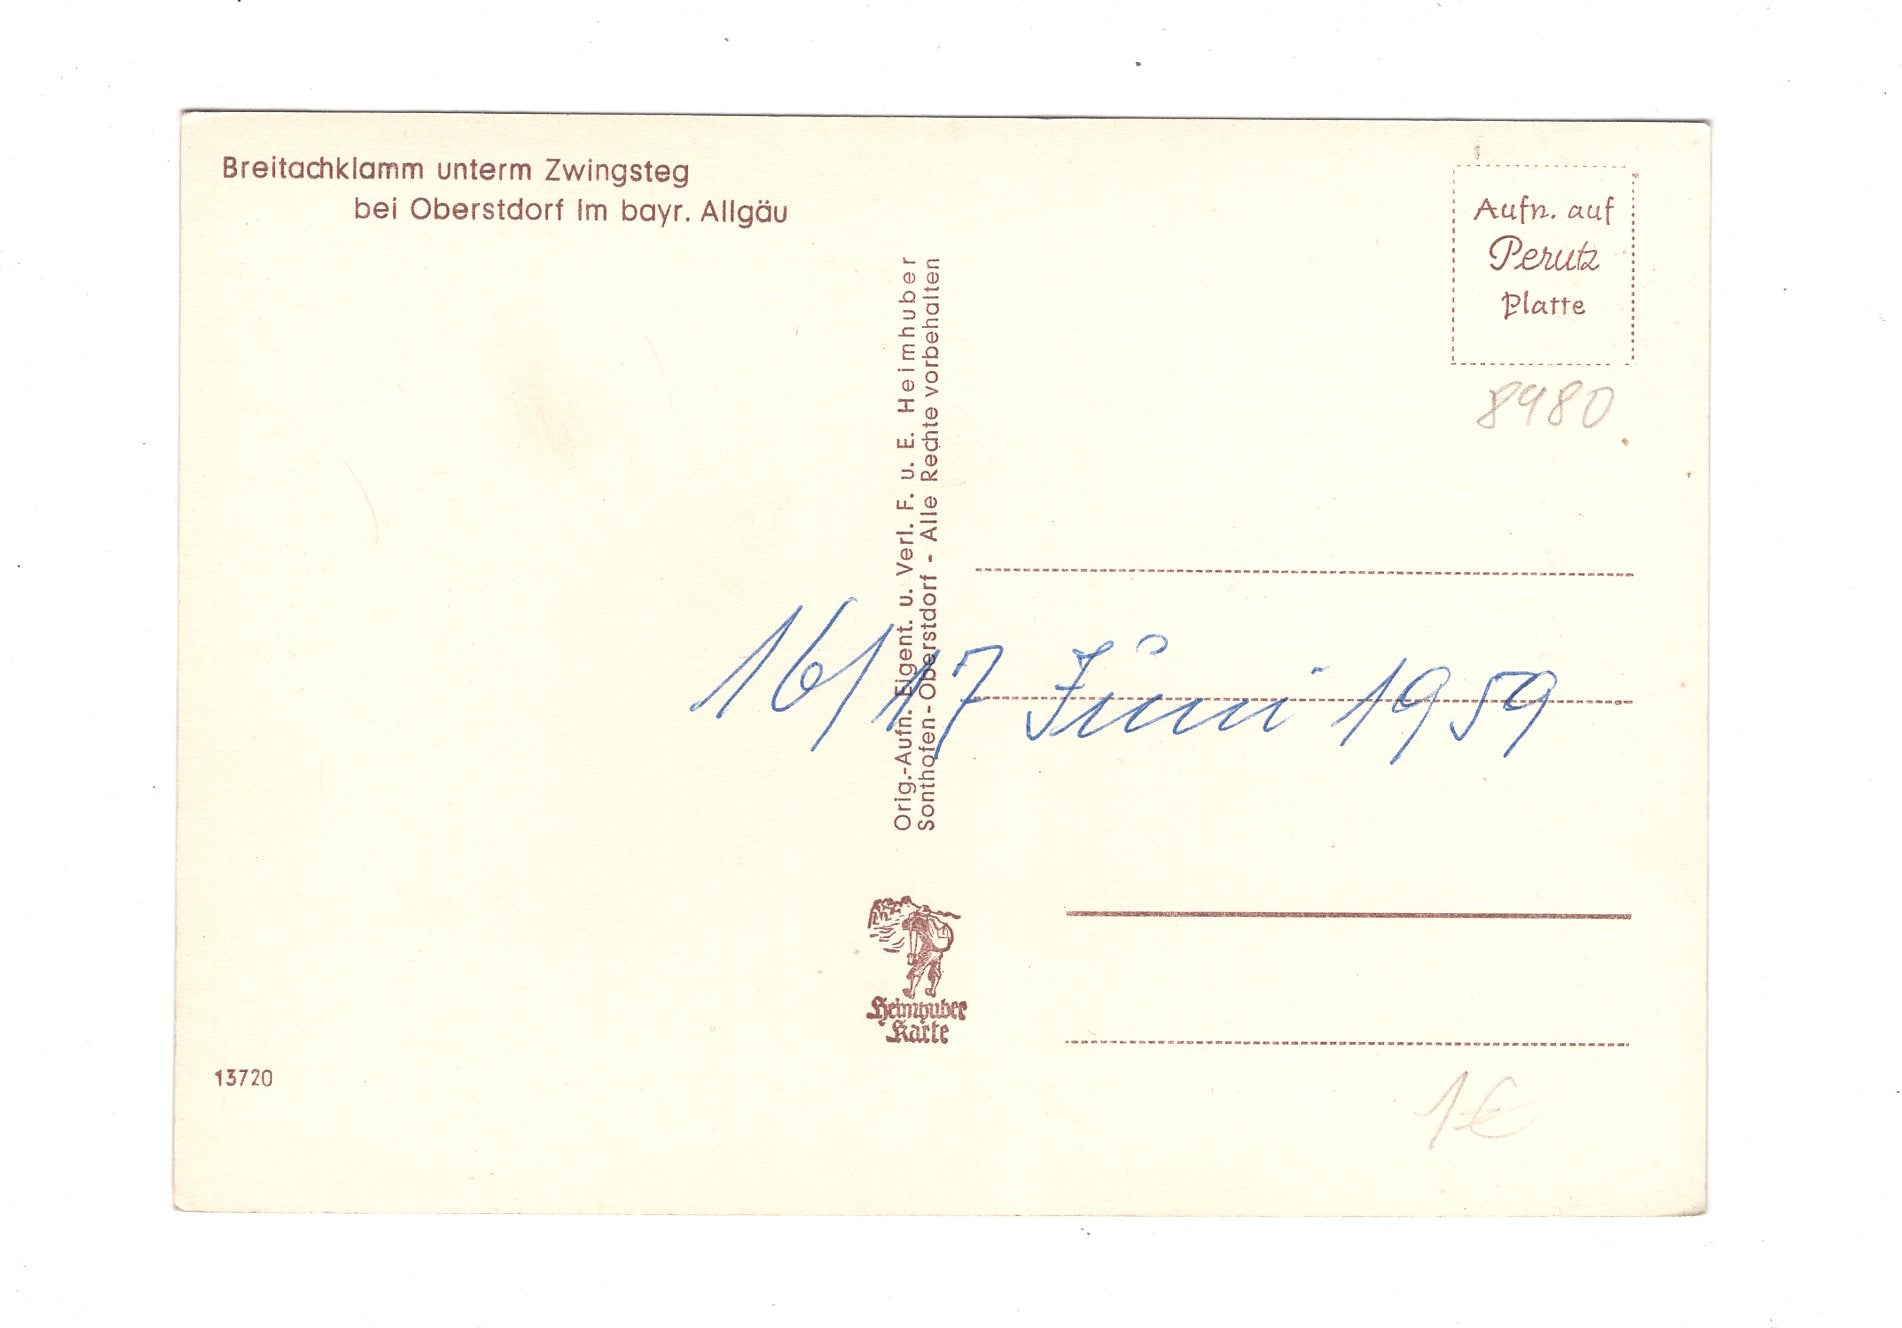 Breitachklamm unterm Zwingsteg
bei Oberstdorf im bayr. Allgäu
Aufn. auf
Perutz
Platte
8980
Orig.-Aufn. Eigent. u. Verl. F. u. E. Heimhuber
Sonthofen-Oberstdorf - Alle Rechte vorbehalten
16/17 Juni 1959
Heimhuber
Karte
13720
1€